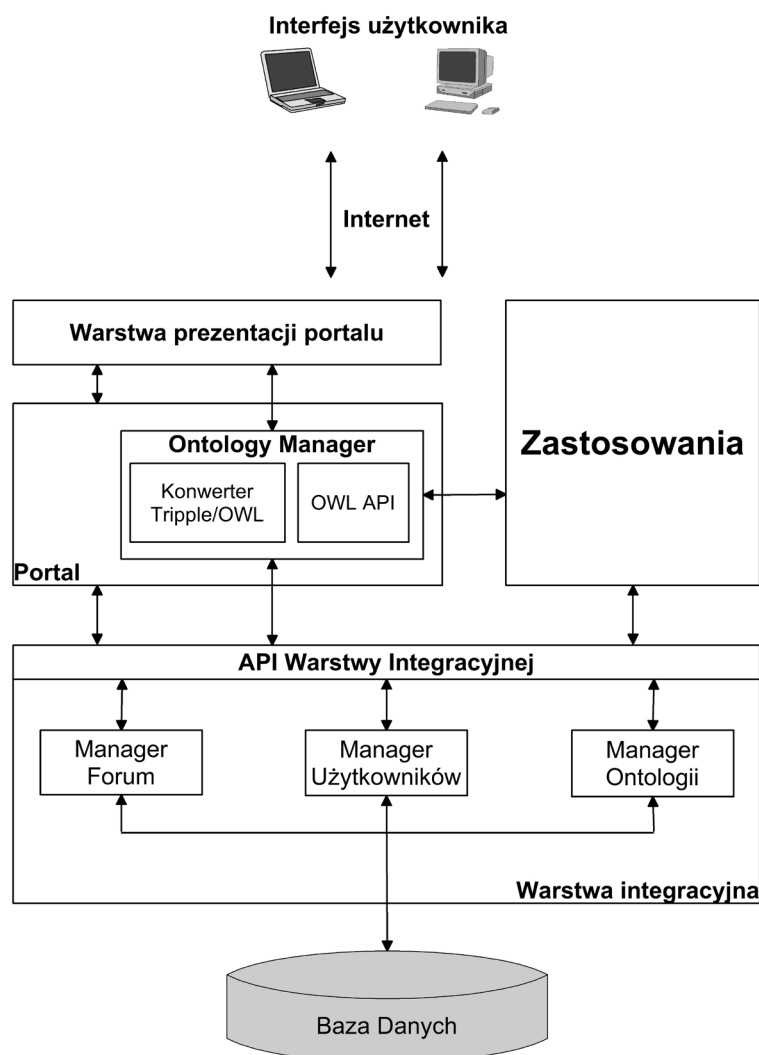 Interfejs użytkownika
Internet
Warstwa prezentacji portalu
Zastosowania
Ontology Manager
Konwerter
Tripple/OWL
OWL API
Portal
API Warstwy Integracyjnej
Manager
Forum
Manager
Użytkowników
Manager
Ontologii
Warstwa integracyjna
Baza Danych